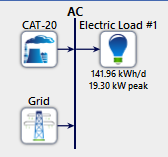 AC
CAT-20
Electric Load #1
141.96 kWh/d
19.30 kW peak
Grid